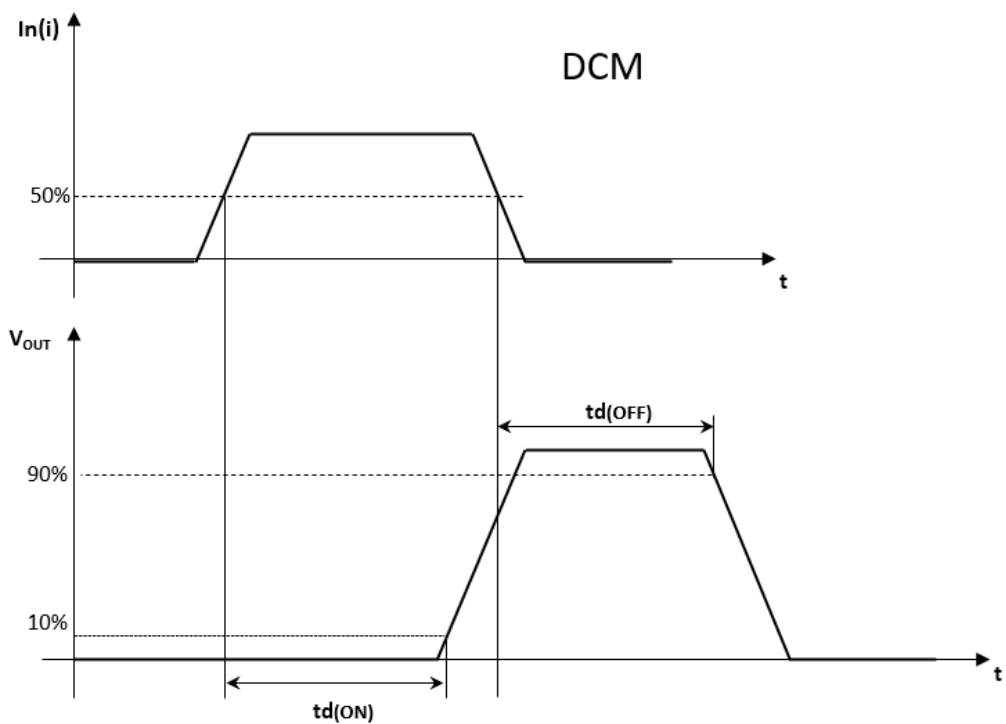 In(i)
DCM
50%
t
VOUT
td(OFF)
90%
10%
t
td(ON)